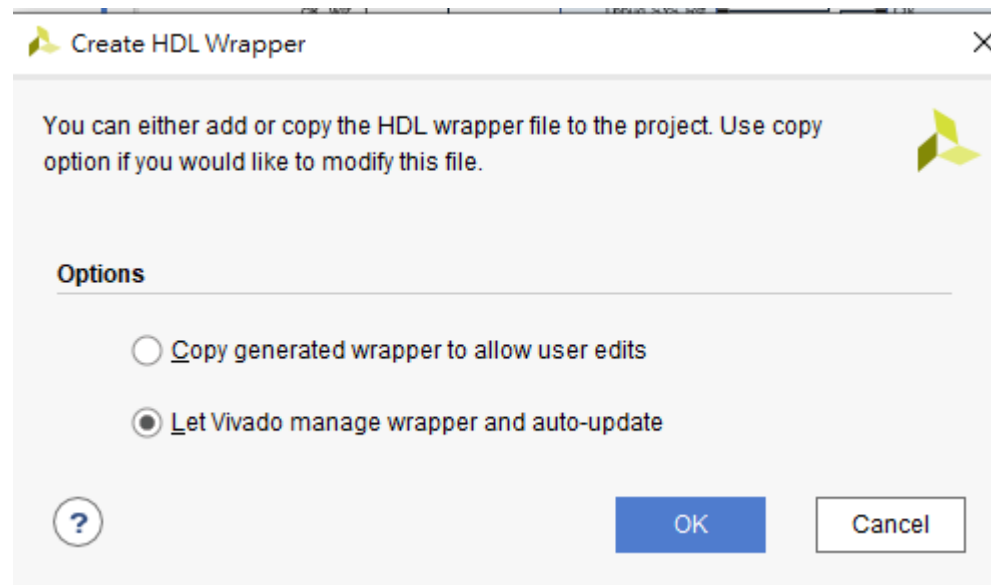 Create HDL Wrapper
You can either add or copy the HDL wrapper file to the project. Use copy
option if you would like to modify this file.
Options
Copy generated wrapper to allow user edits
Let Vivado manage wrapper and auto-update
?
OK
Cancel